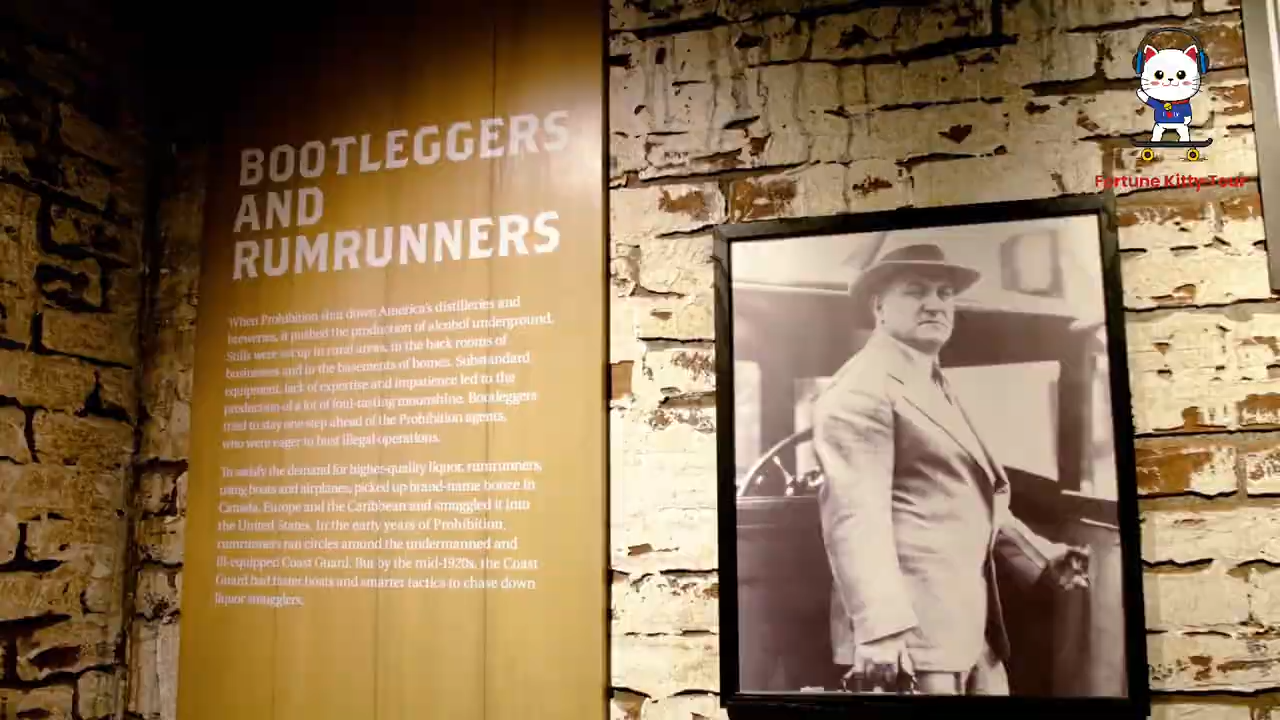 BOOTLEGGERS
AND
RUMRUNNERS
When Prohibition shut down America's distilleries and
breweries, it pushed the production of alcohol underground.
Stills were set up in rural areas, in the back rooms of
businesses and in the basements of homes. Substandard
equipment, lack of expertise and impatience led to the
production of a lot of foul-tasting moonshine. Bootleggers
tried to stay one step ahead of the Prohibition agents,
who were eager to bust illegal operations.
To satisfy the demand for higher-quality liquor, rumrunners,
using boats and airplanes, picked up brand-name booze in
Canada, Europe and the Caribbean and smuggled it into
the United States. In the early years of Prohibition,
rumrunners ran circles around the undermanned and
ill-equipped Coast Guard. But by the mid-1920s, the Coast
Guard had faster boats and smarter tactics to chase down
liquor smugglers.
Fortune Kitty Tour